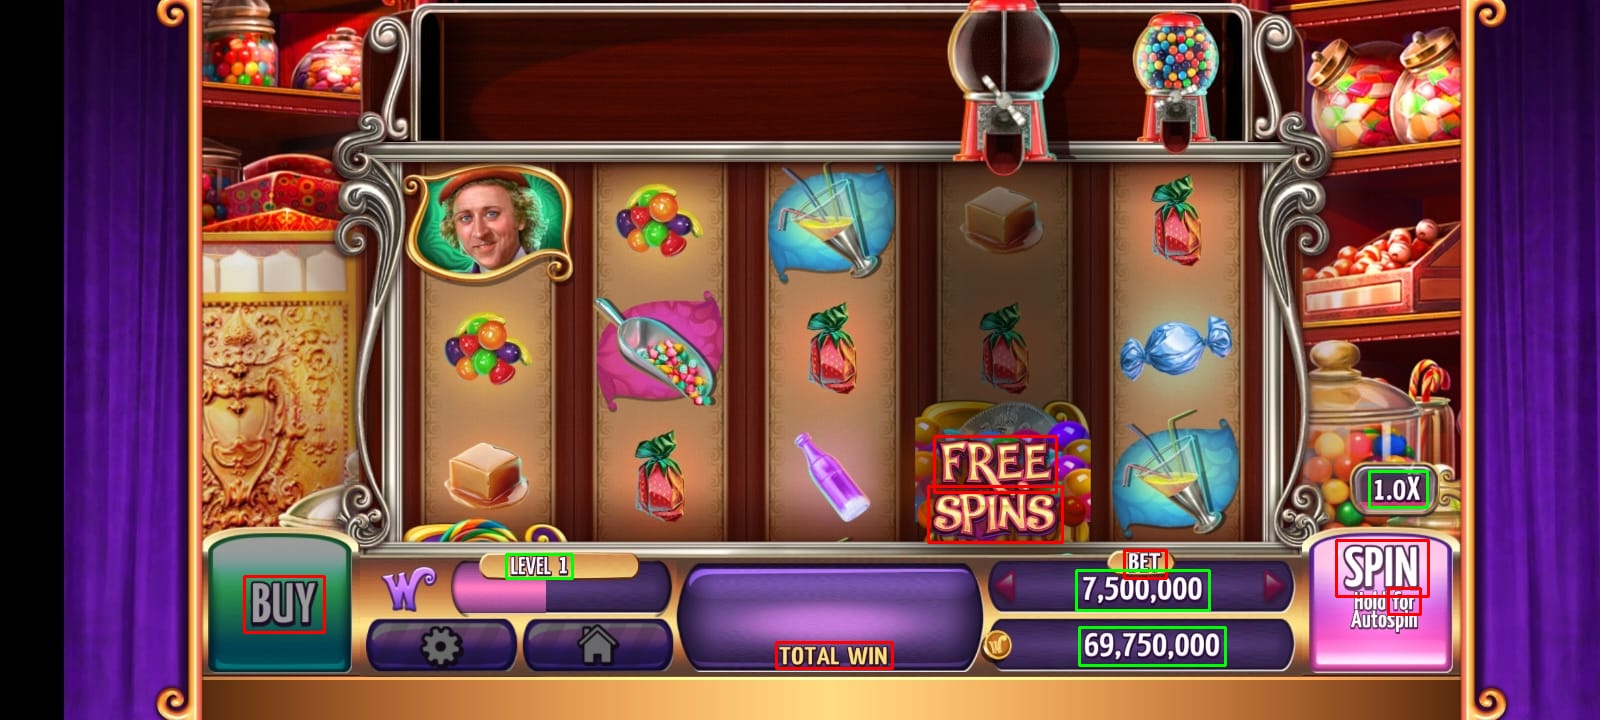 FREE
SPINS
1.0X
LEVEL 1
BET
SPIN
7,500,000
BUY
W
Hold for
Autospin
TOTAL WIN
69,750,000